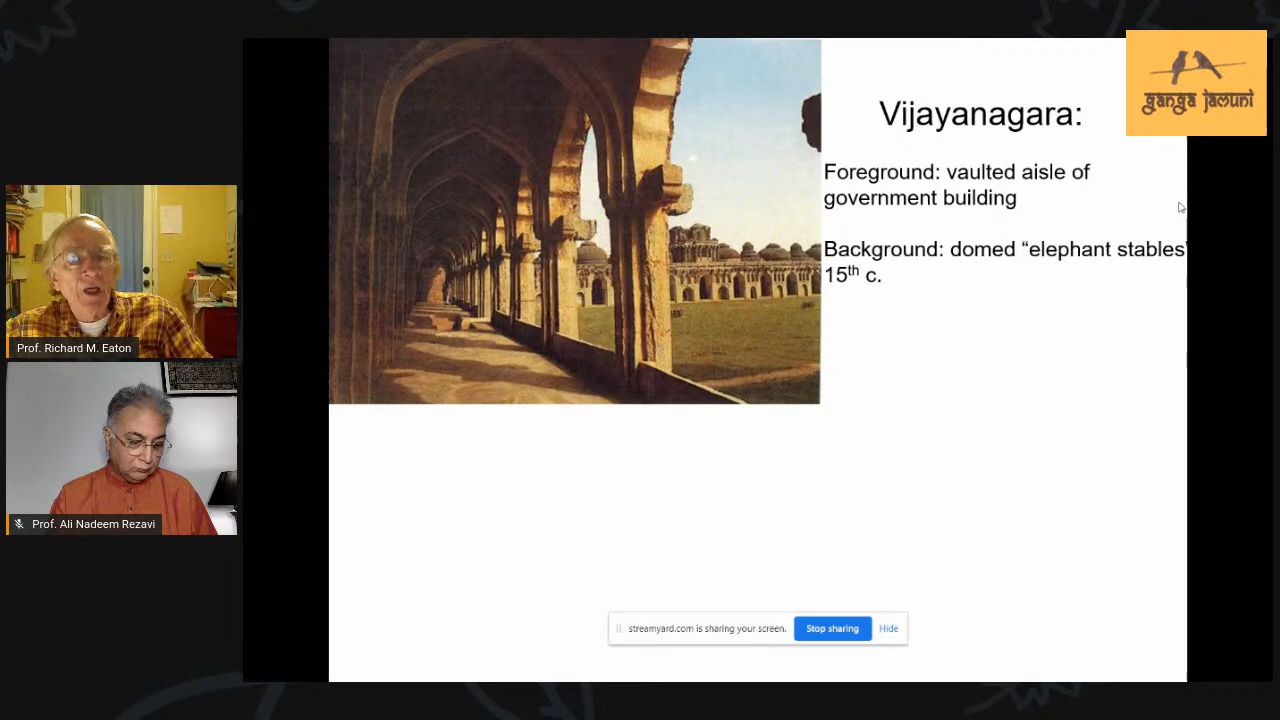 ganga jamuni
Vijayanagara:
Foreground: vaulted aisle of
government building
Background: domed “elephant stables”
15th c.
Prof. Richard M. Eaton
Prof. Ali Nadeem Rezavi
streamyard.com is sharing your screen. Stop sharing Hide